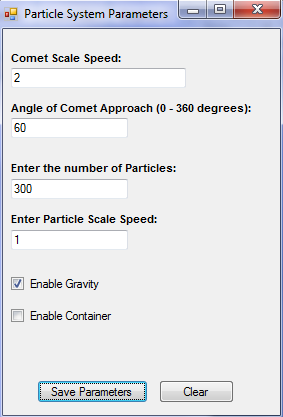 Particle System Parameters
Comet Scale Speed:
2
Angle of Comet Approach (0 - 360 degrees):
60
Enter the number of Particles:
300
Enter Particle Scale Speed:
1
Enable Gravity
Enable Container
Save Parameters Clear